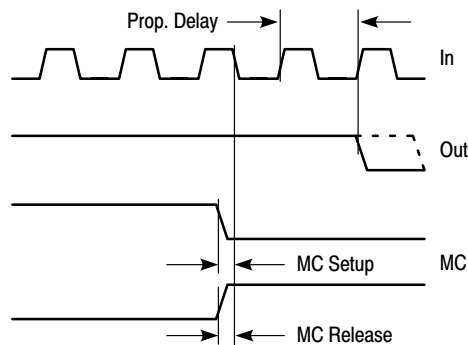 Prop. Delay
In
Out
MC Setup
MC
MC Release